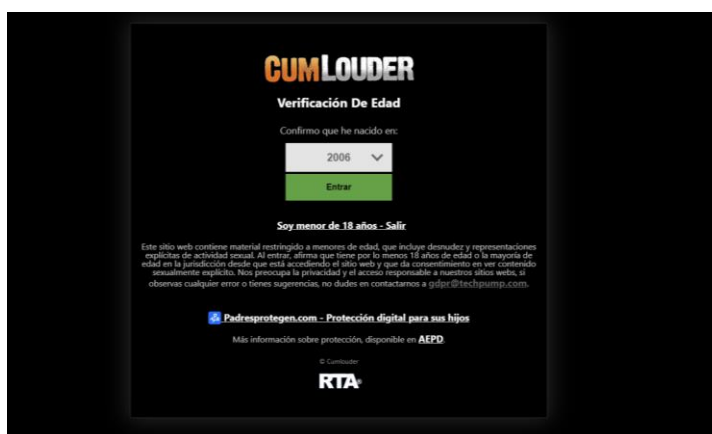 CUMLOUDER
Verificación De Edad
Confirmo que he nacido en:
2006
Entrar
Soy menor de 18 años - Salir
Este sitio web contiene material restringido a menores de edad, que incluye desnudez y representaciones
explícitas de actividad sexual. Al entrar, afirma que tiene por lo menos 18 años de edad o la mayoría de
edad en la jurisdicción desde que está accediendo el sitio web y que da consentimiento en ver contenido
sexualmente explícito. Nos preocupa la privacidad y el acceso responsable a nuestros sitios webs, si
observas cualquier error o tienes sugerencias, no dudes en contactarnos a gdpr@techpump.com.
Padresprotegen.com - Protección digital para sus hijos
Más información sobre protección, disponible en AEPD.
© Cumlouder
RTA®